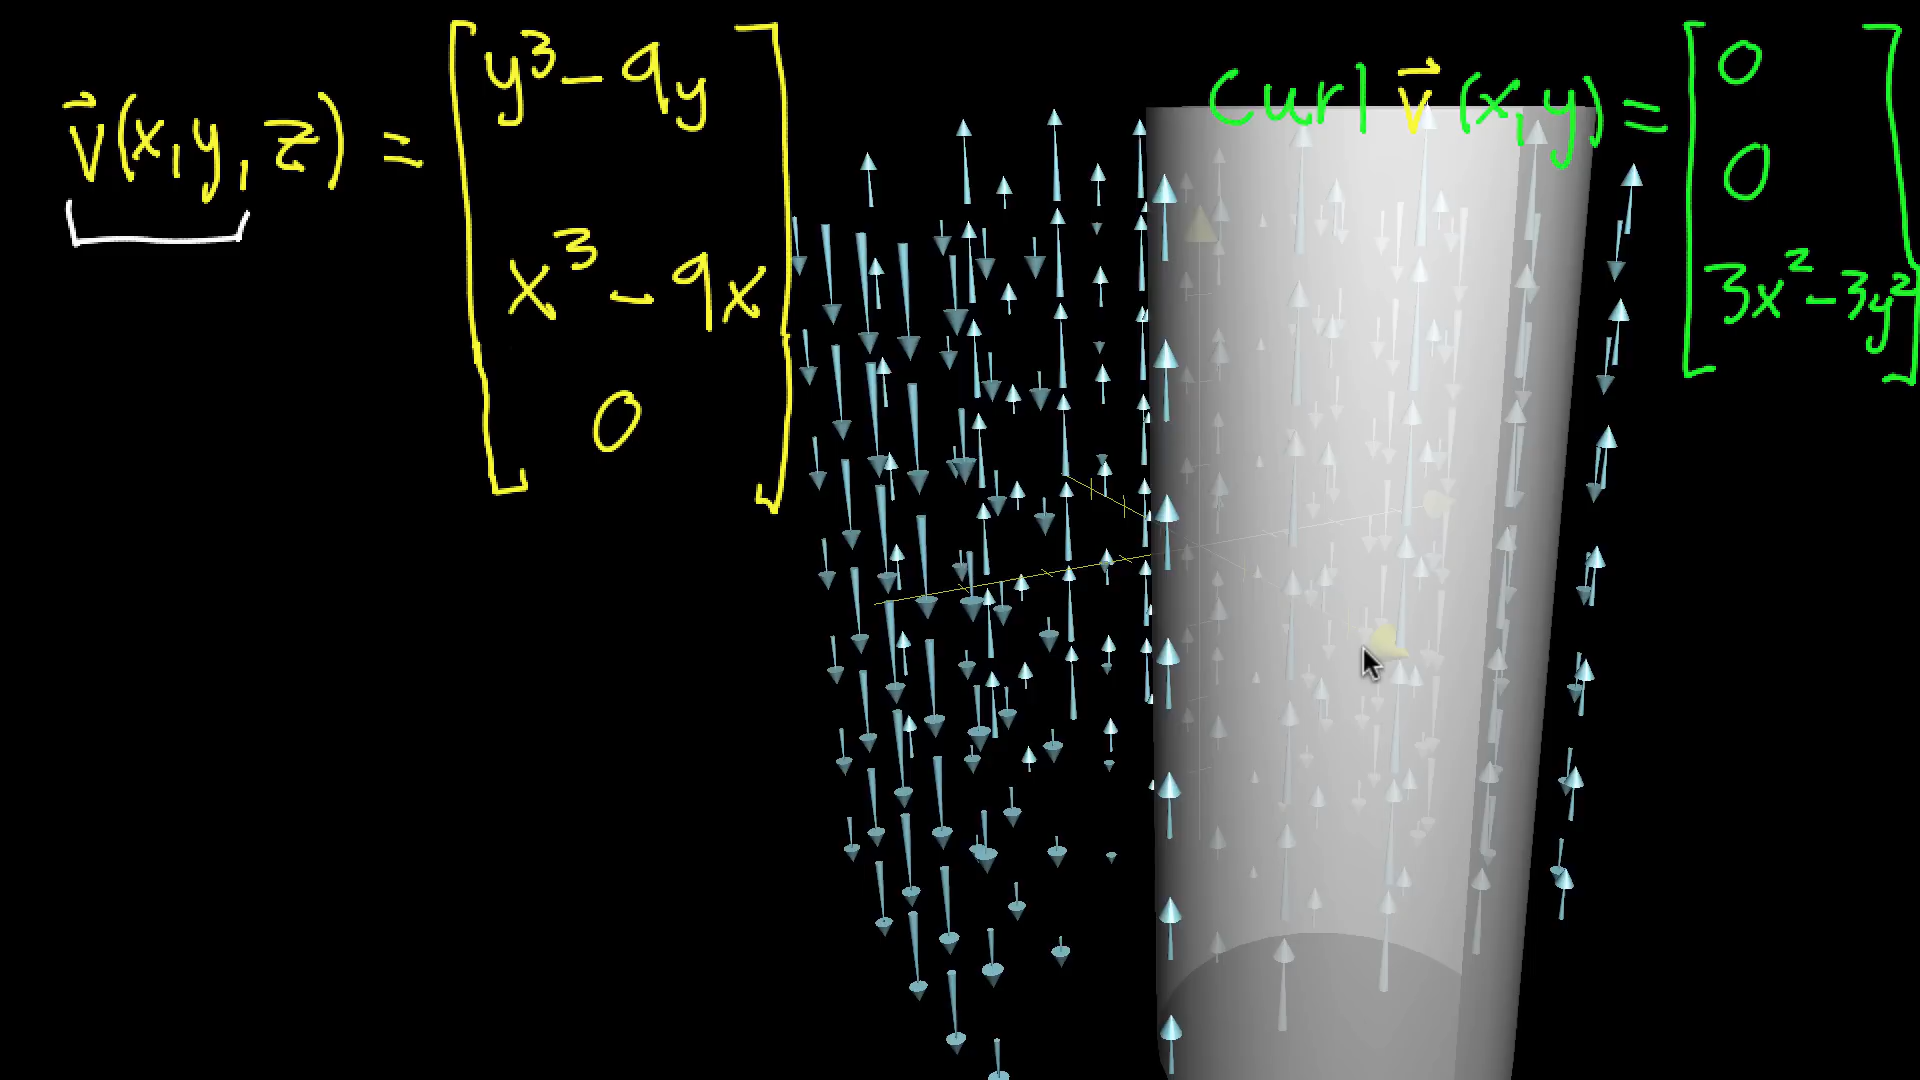 v⃗(x,y,z) = [y³-9y
x³-9x
0]
Curl v⃗(x,y) = [0
0
3x²-3y²]